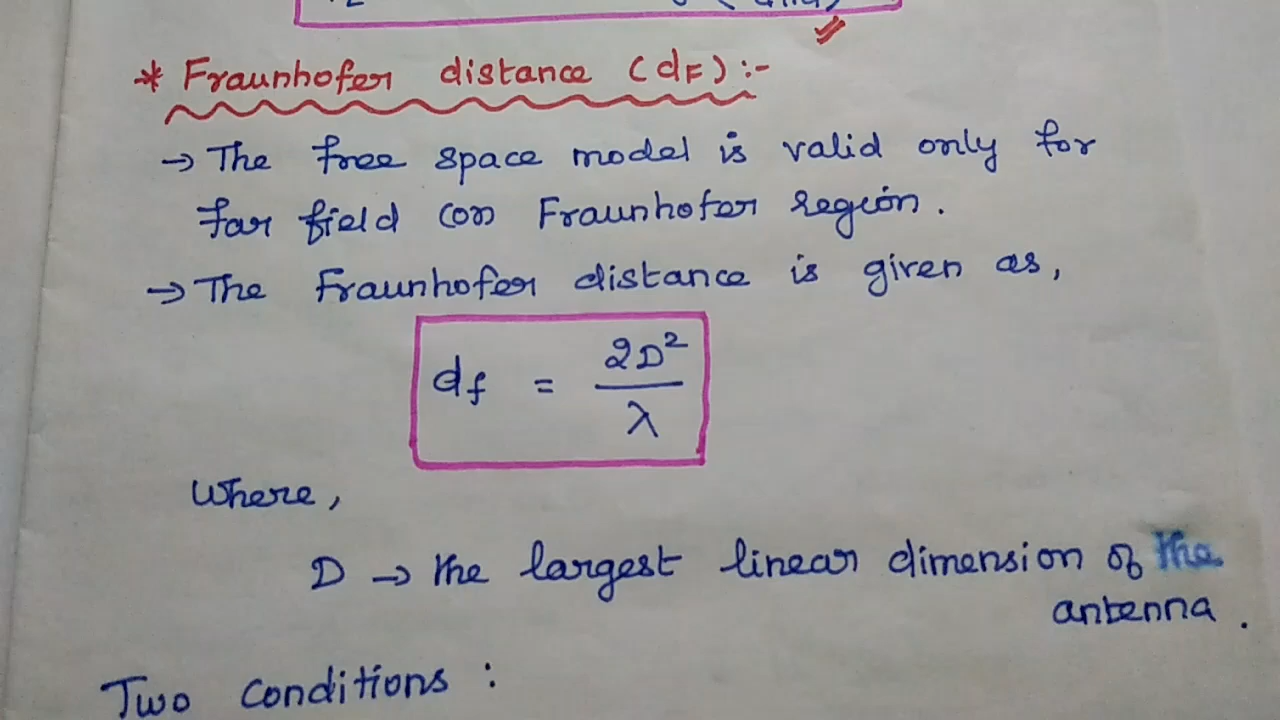 * Fraunhofer distance (dF) :-
→ The free space model is valid only for
far field (or) Fraunhofer region.
→ The Fraunhofer distance is given as,
df = 2D²/λ
Where,
D → the largest linear dimension of the
antenna.
Two conditions :